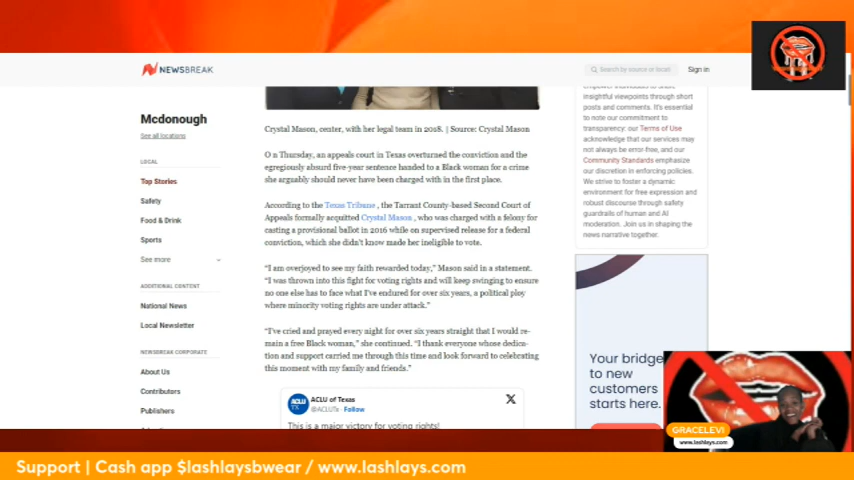 NEWSBREAK
Search by source or locati
Sign in
Mcdonough
See all locations
LOCAL
Top Stories
Safety
Food & Drink
Sports
See more
ADDITIONAL CONTENT
National News
Local Newsletter
NEWSBREAK CORPORATE
About Us
Contributors
Publishers
Crystal Mason, center, with her legal team in 2018. | Source: Crystal Mason
O n Thursday, an appeals court in Texas overturned the conviction and the
egregiously absurd five-year sentence handed to a Black woman for a crime
she arguably should never have been charged with in the first place.
According to the Texas Tribune , the Tarrant County-based Second Court of
Appeals formally acquitted Crystal Mason , who was charged with a felony for
casting a provisional ballot in 2016 while on supervised release for a federal
conviction, which she didn't know made her ineligible to vote.
"I am overjoyed to see my faith rewarded today," Mason said in a statement.
"I was thrown into this fight for voting rights and will keep swinging to ensure
no one else has to face what I've endured for over six years, a political ploy
where minority voting rights are under attack."
"I've cried and prayed every night for over six years straight that I would re-
main a free Black woman," she continued. "I thank everyone whose dedica-
tion and support carried me through this time and look forward to celebrating
this moment with my family and friends."
ACLU
TX
ACLU of Texas
@ACLUTx · Follow
X
This is a major victory for voting rights!
empower individuals to share
insightful viewpoints through short
posts and comments. It's essential
to note our commitment to
transparency: our Terms of Use
acknowledge that our services may
not always be error-free, and our
Community Standards emphasize
our discretion in enforcing policies.
We strive to foster a dynamic
environment for free expression and
robust discourse through safety
guardrails of human and AI
moderation. Join us in shaping the
news narrative together.
Your bridge
to new
customers
starts here.
GRACELEVI
www.lashlays.com
Support | Cash app $lashlaysbwear / www.lashlays.com